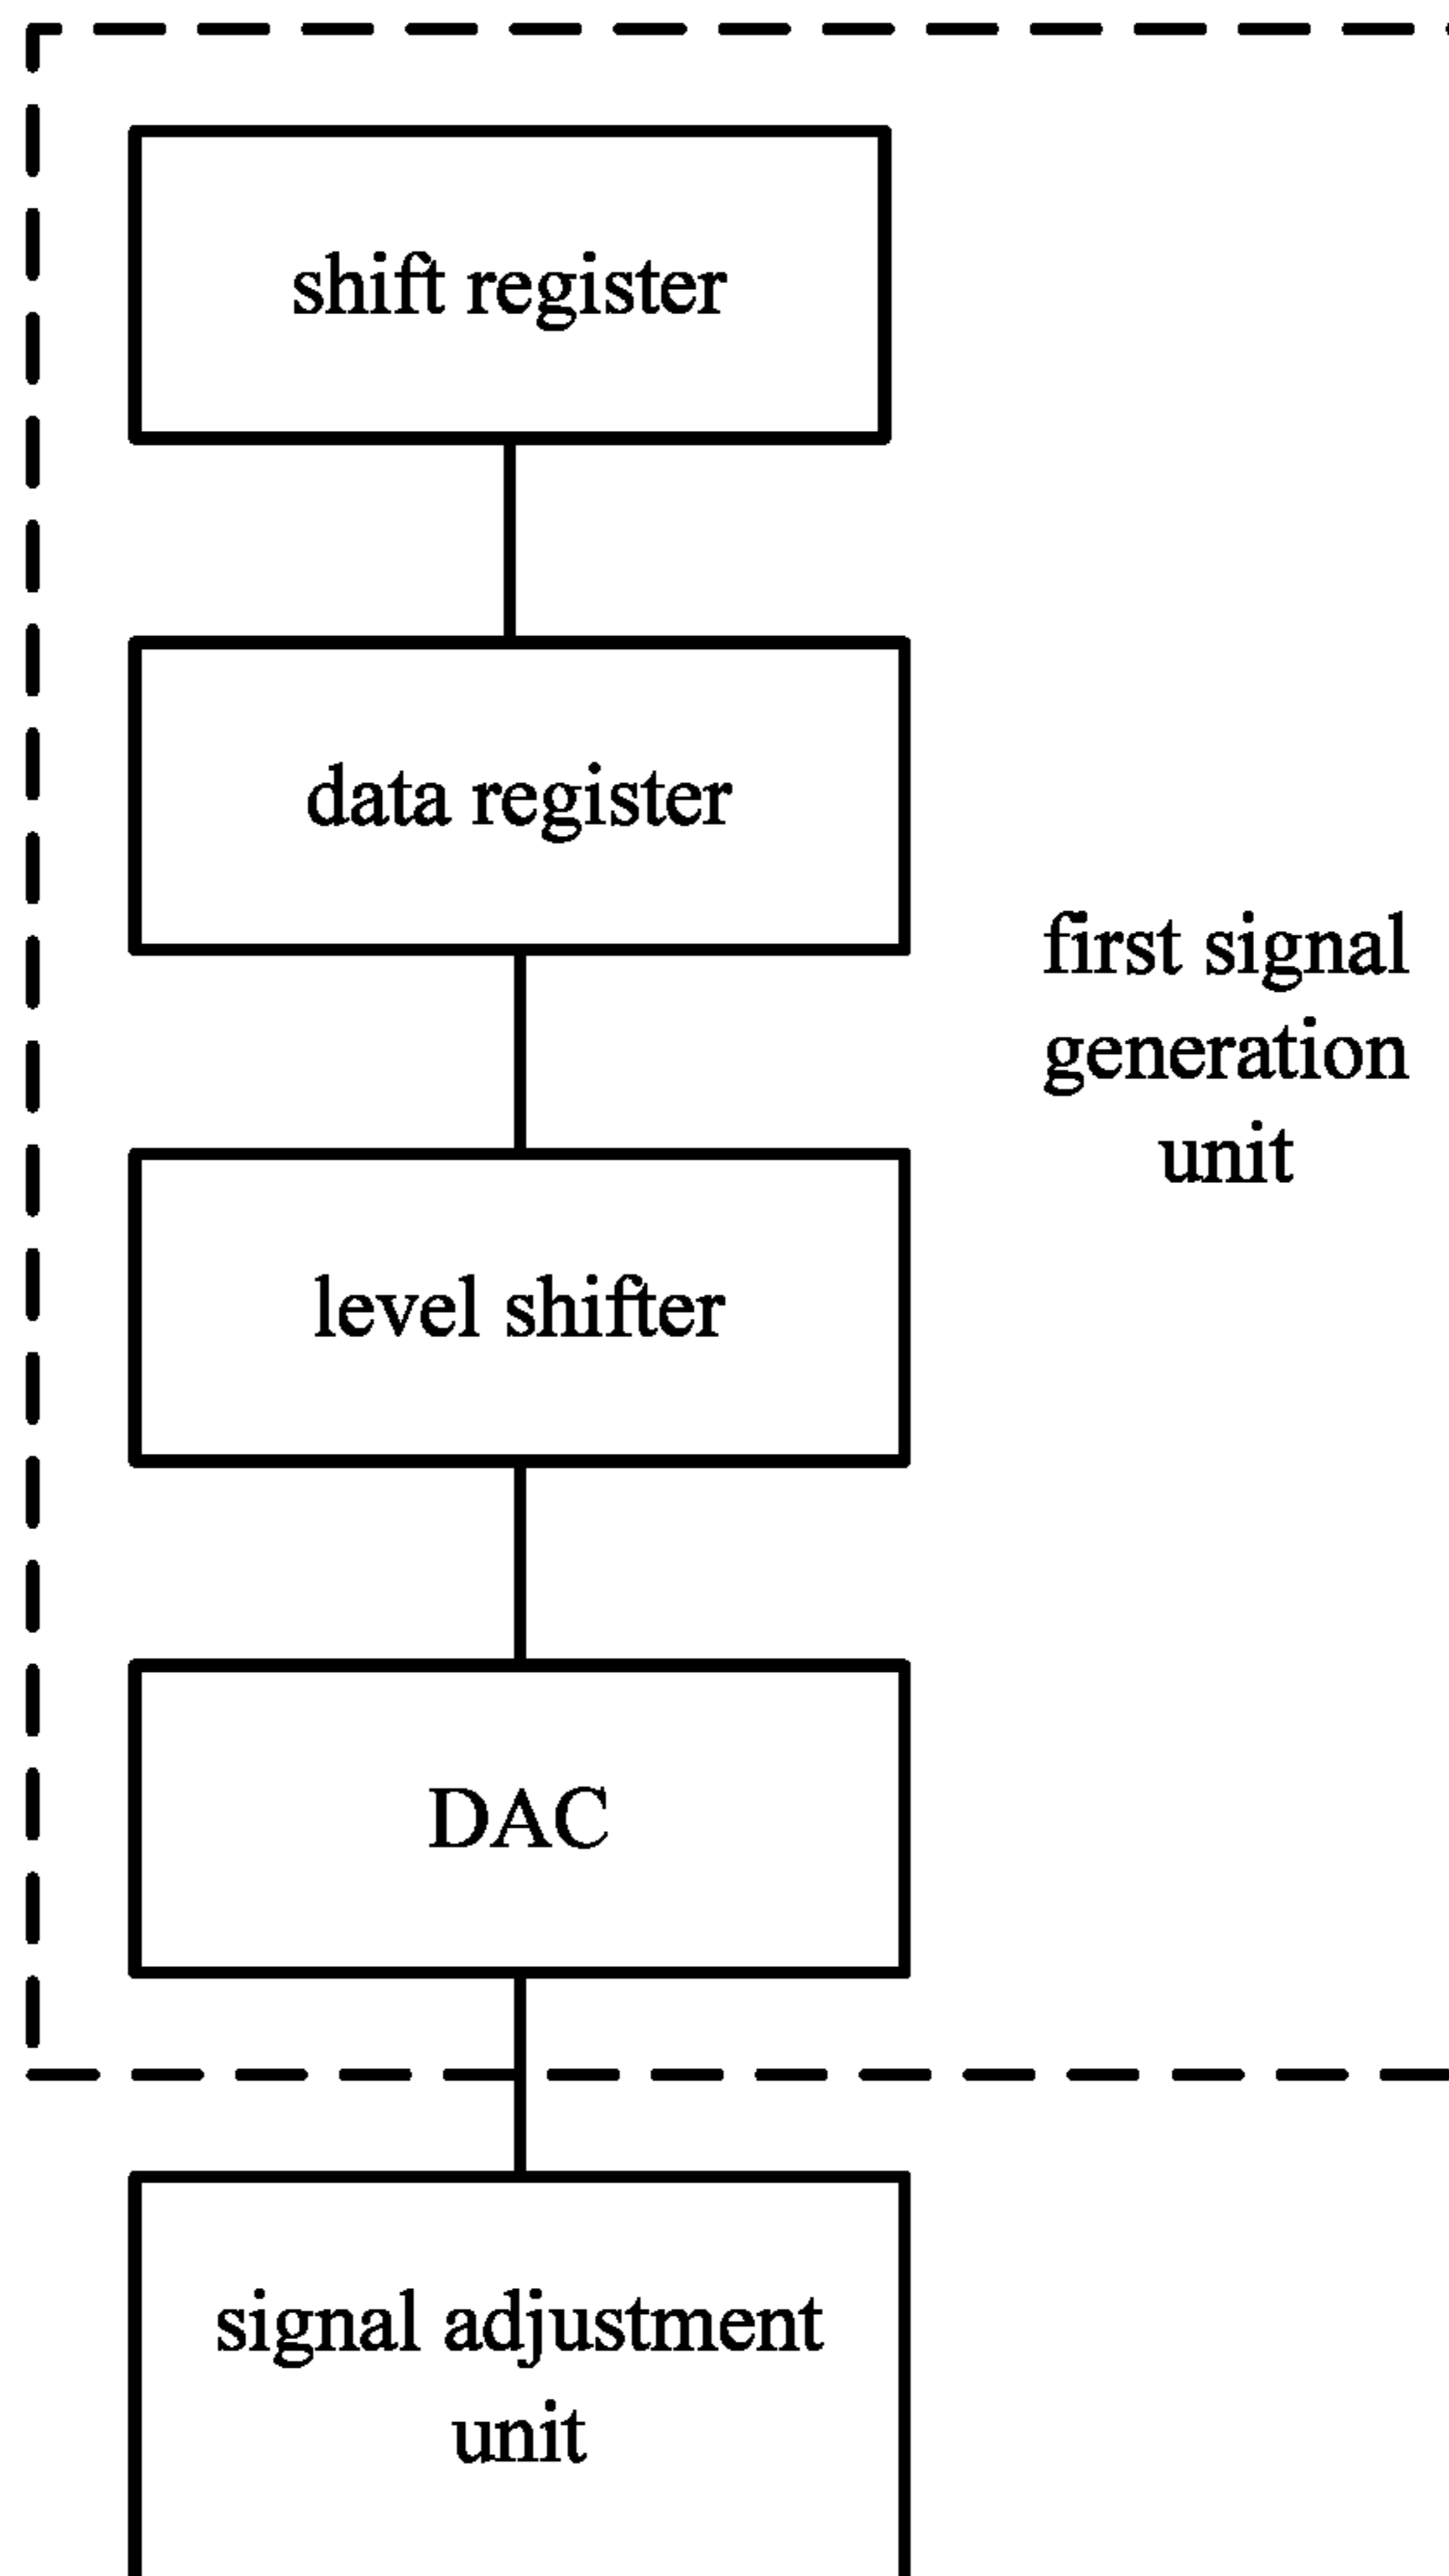 shift register
data register
first signal
generation
unit
level shifter
DAC
signal adjustment
unit